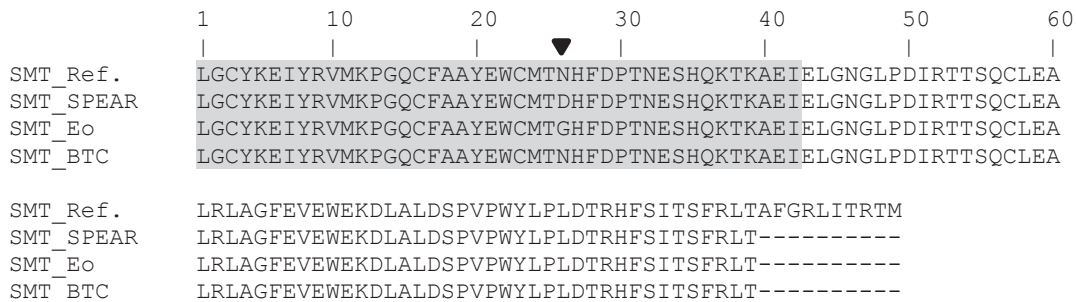 1 10 20 30 40 50 60
| | ▼ | | | |
SMT_Ref. LGCYKEIYRVMKPGQCFAAYEWCMTNHFDPTNESHQKTKAEIELGNGLPDIRTTSQCLEA
SMT_SPEAR LGCYKEIYRVMKPGQCFAAYEWCMTDHFDPTNESHQKTKAEIELGNGLPDIRTTSQCLEA
SMT_Eo LGCYKEIYRVMKPGQCFAAYEWCMTGHFDPTNESHQKTKAEIELGNGLPDIRTTSQCLEA
SMT_BTC LGCYKEIYRVMKPGQCFAAYEWCMTNHFDPTNESHQKTKAEIELGNGLPDIRTTSQCLEA
SMT_Ref. LRLAGFEVEWEKDLALDSPVPWYLPLDTRHFSITSFRLTAFGRLITRTM
SMT_SPEAR LRLAGFEVEWEKDLALDSPVPWYLPLDTRHFSITSFRLT----------
SMT_Eo LRLAGFEVEWEKDLALDSPVPWYLPLDTRHFSITSFRLT----------
SMT_BTC LRLAGFEVEWEKDLALDSPVPWYLPLDTRHFSITSFRLT----------